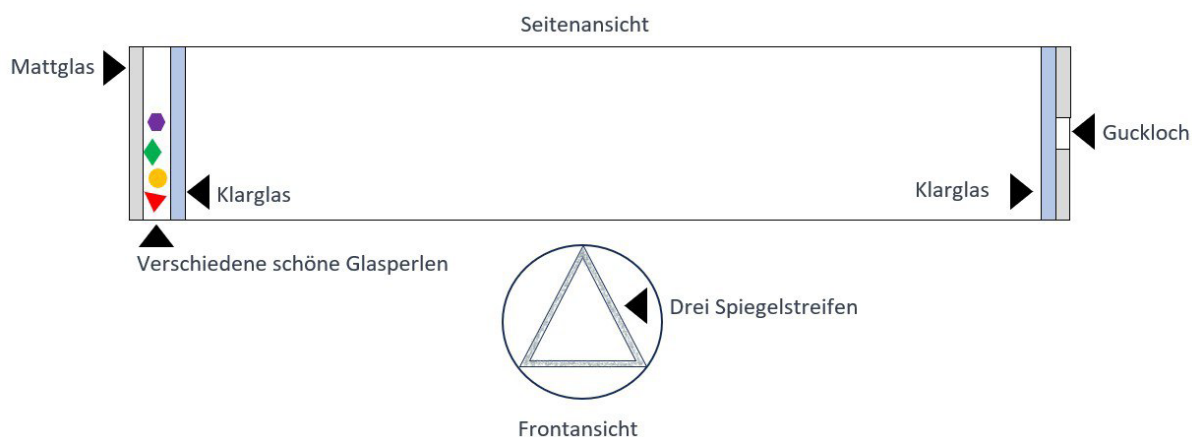 Seitenansicht
Mattglas
Guckloch
Klarglas
Klarglas
Verschiedene schöne Glasperlen
Drei Spiegelstreifen
Frontansicht